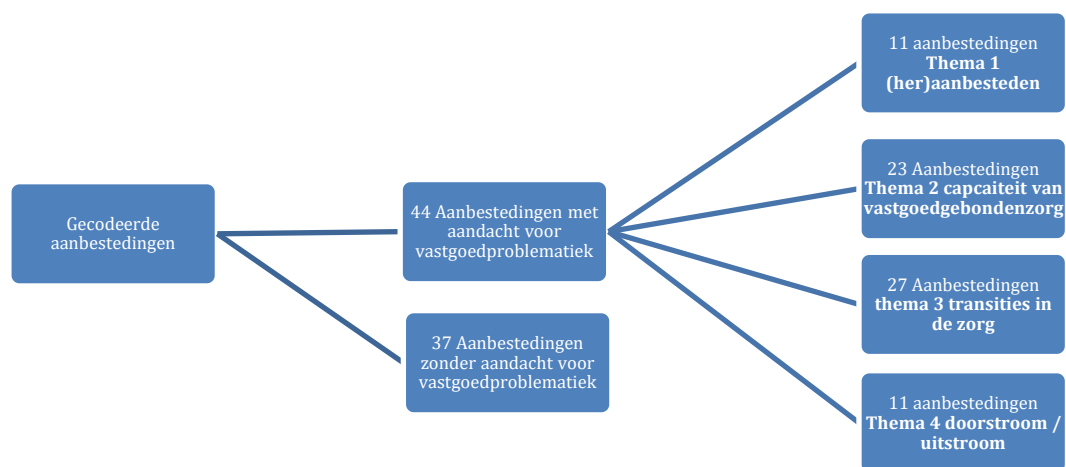 Gecodeerde
aanbestedingen
44 Aanbestedingen met
aandacht voor
vastgoedproblematiek
37 Aanbestedingen
zonder aandacht voor
vastgoedproblematiek
11 aanbestedingen
Thema 1
(her)aanbesteden
23 Aanbestedingen
Thema 2 capcaiteit van
vastgoedgebondenzorg
27 Aanbestedingen
thema 3 transities in
de zorg
11 aanbestedingen
Thema 4 doorstroom /
uitstroom